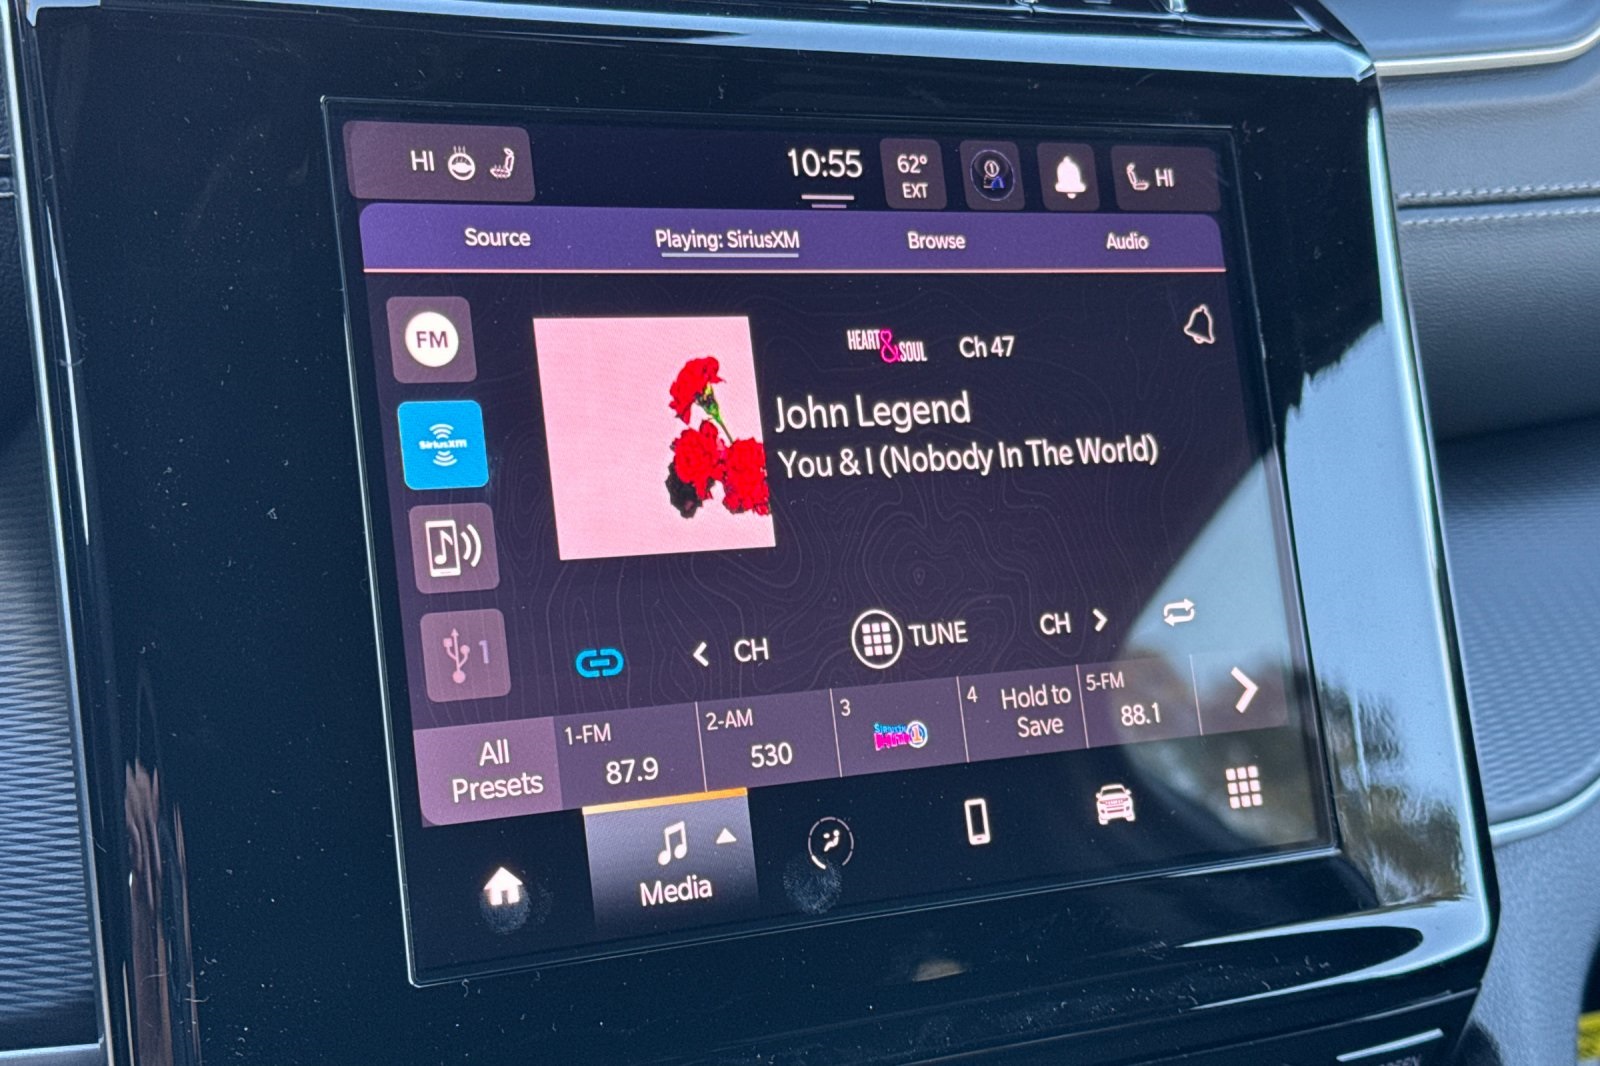 HI
10:55
62°
EXT
HI
Source
Playing: SiriusXM
Browse
Audio
FM
HEART&SOUL
Ch 47
SiriusXM
John Legend
You & I (Nobody In The World)
1
CH
TUNE
CH
All
Presets
1-FM
87.9
2-AM
530
3
4
Hold to
Save
5-FM
88.1
Media